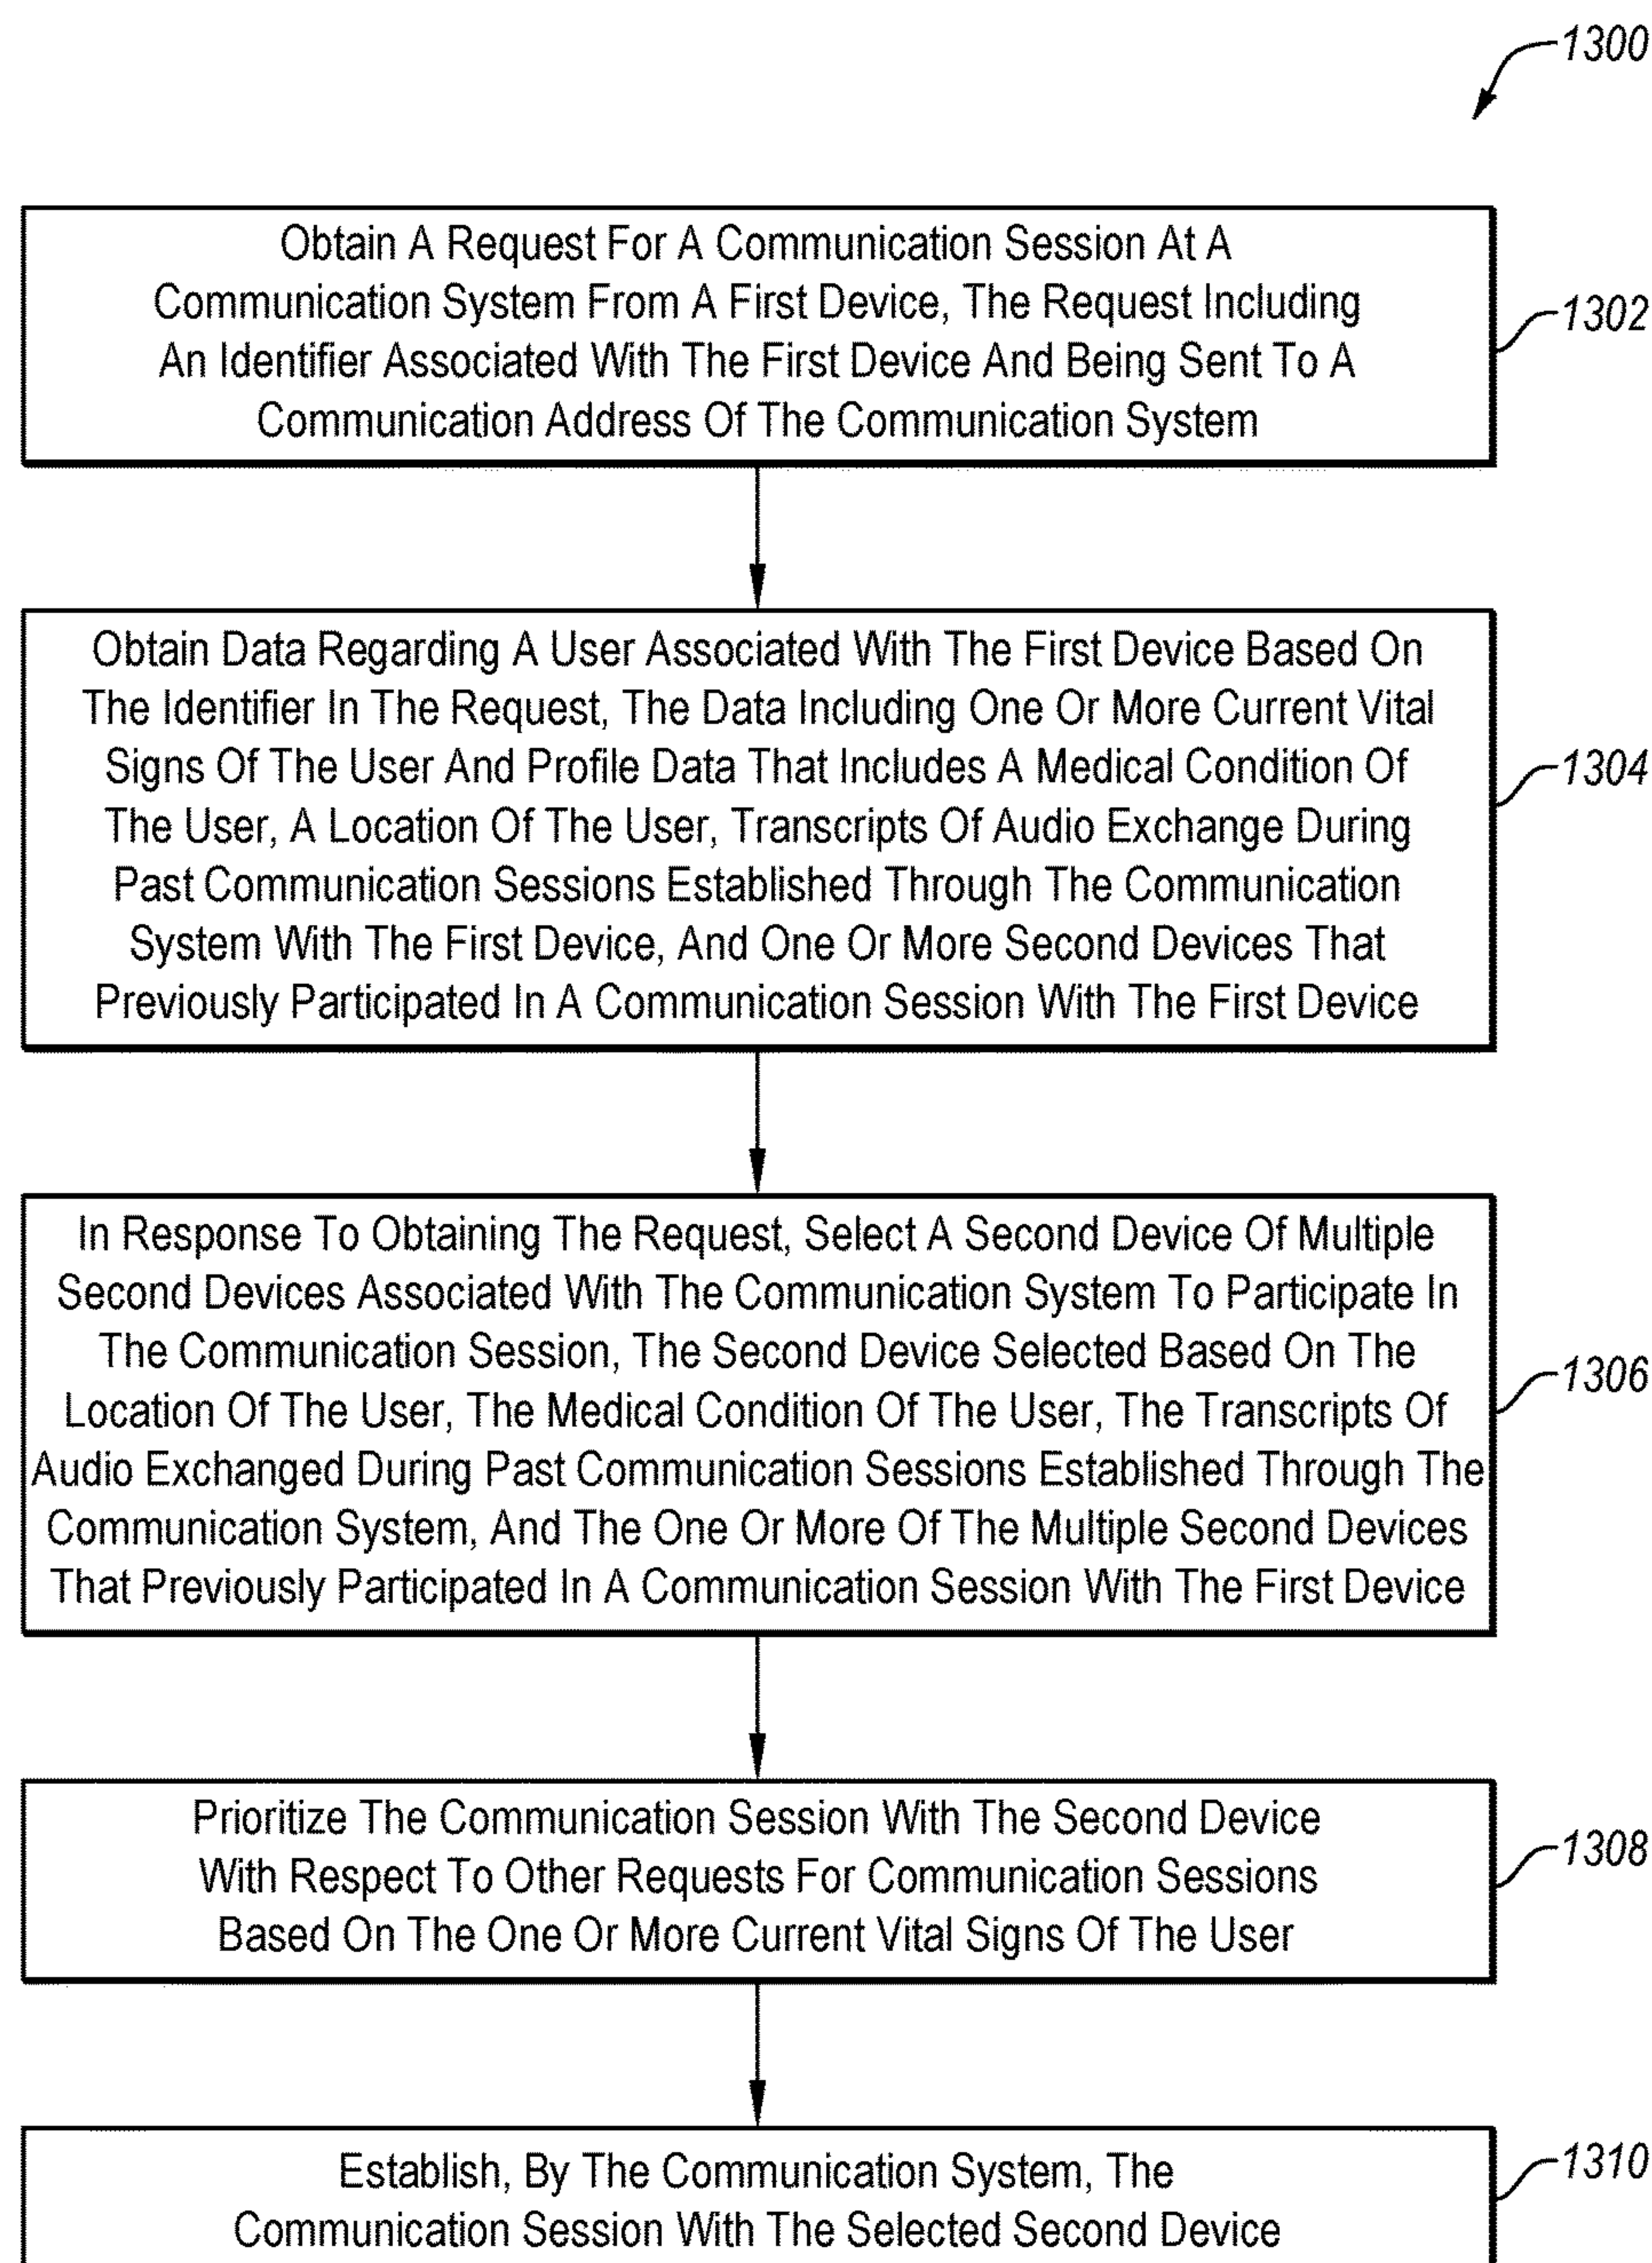 1300
Obtain A Request For A Communication Session At A
Communication System From A First Device, The Request Including
An Identifier Associated With The First Device And Being Sent To A
Communication Address Of The Communication System
1302
Obtain Data Regarding A User Associated With The First Device Based On
The Identifier In The Request, The Data Including One Or More Current Vital
Signs Of The User And Profile Data That Includes A Medical Condition Of
The User, A Location Of The User, Transcripts Of Audio Exchange During
Past Communication Sessions Established Through The Communication
System With The First Device, And One Or More Second Devices That
Previously Participated In A Communication Session With The First Device
1304
In Response To Obtaining The Request, Select A Second Device Of Multiple
Second Devices Associated With The Communication System To Participate In
The Communication Session, The Second Device Selected Based On The
Location Of The User, The Medical Condition Of The User, The Transcripts Of
Audio Exchanged During Past Communication Sessions Established Through The
Communication System, And The One Or More Of The Multiple Second Devices
That Previously Participated In A Communication Session With The First Device
1306
Prioritize The Communication Session With The Second Device
With Respect To Other Requests For Communication Sessions
Based On The One Or More Current Vital Signs Of The User
1308
Establish, By The Communication System, The
Communication Session With The Selected Second Device
1310